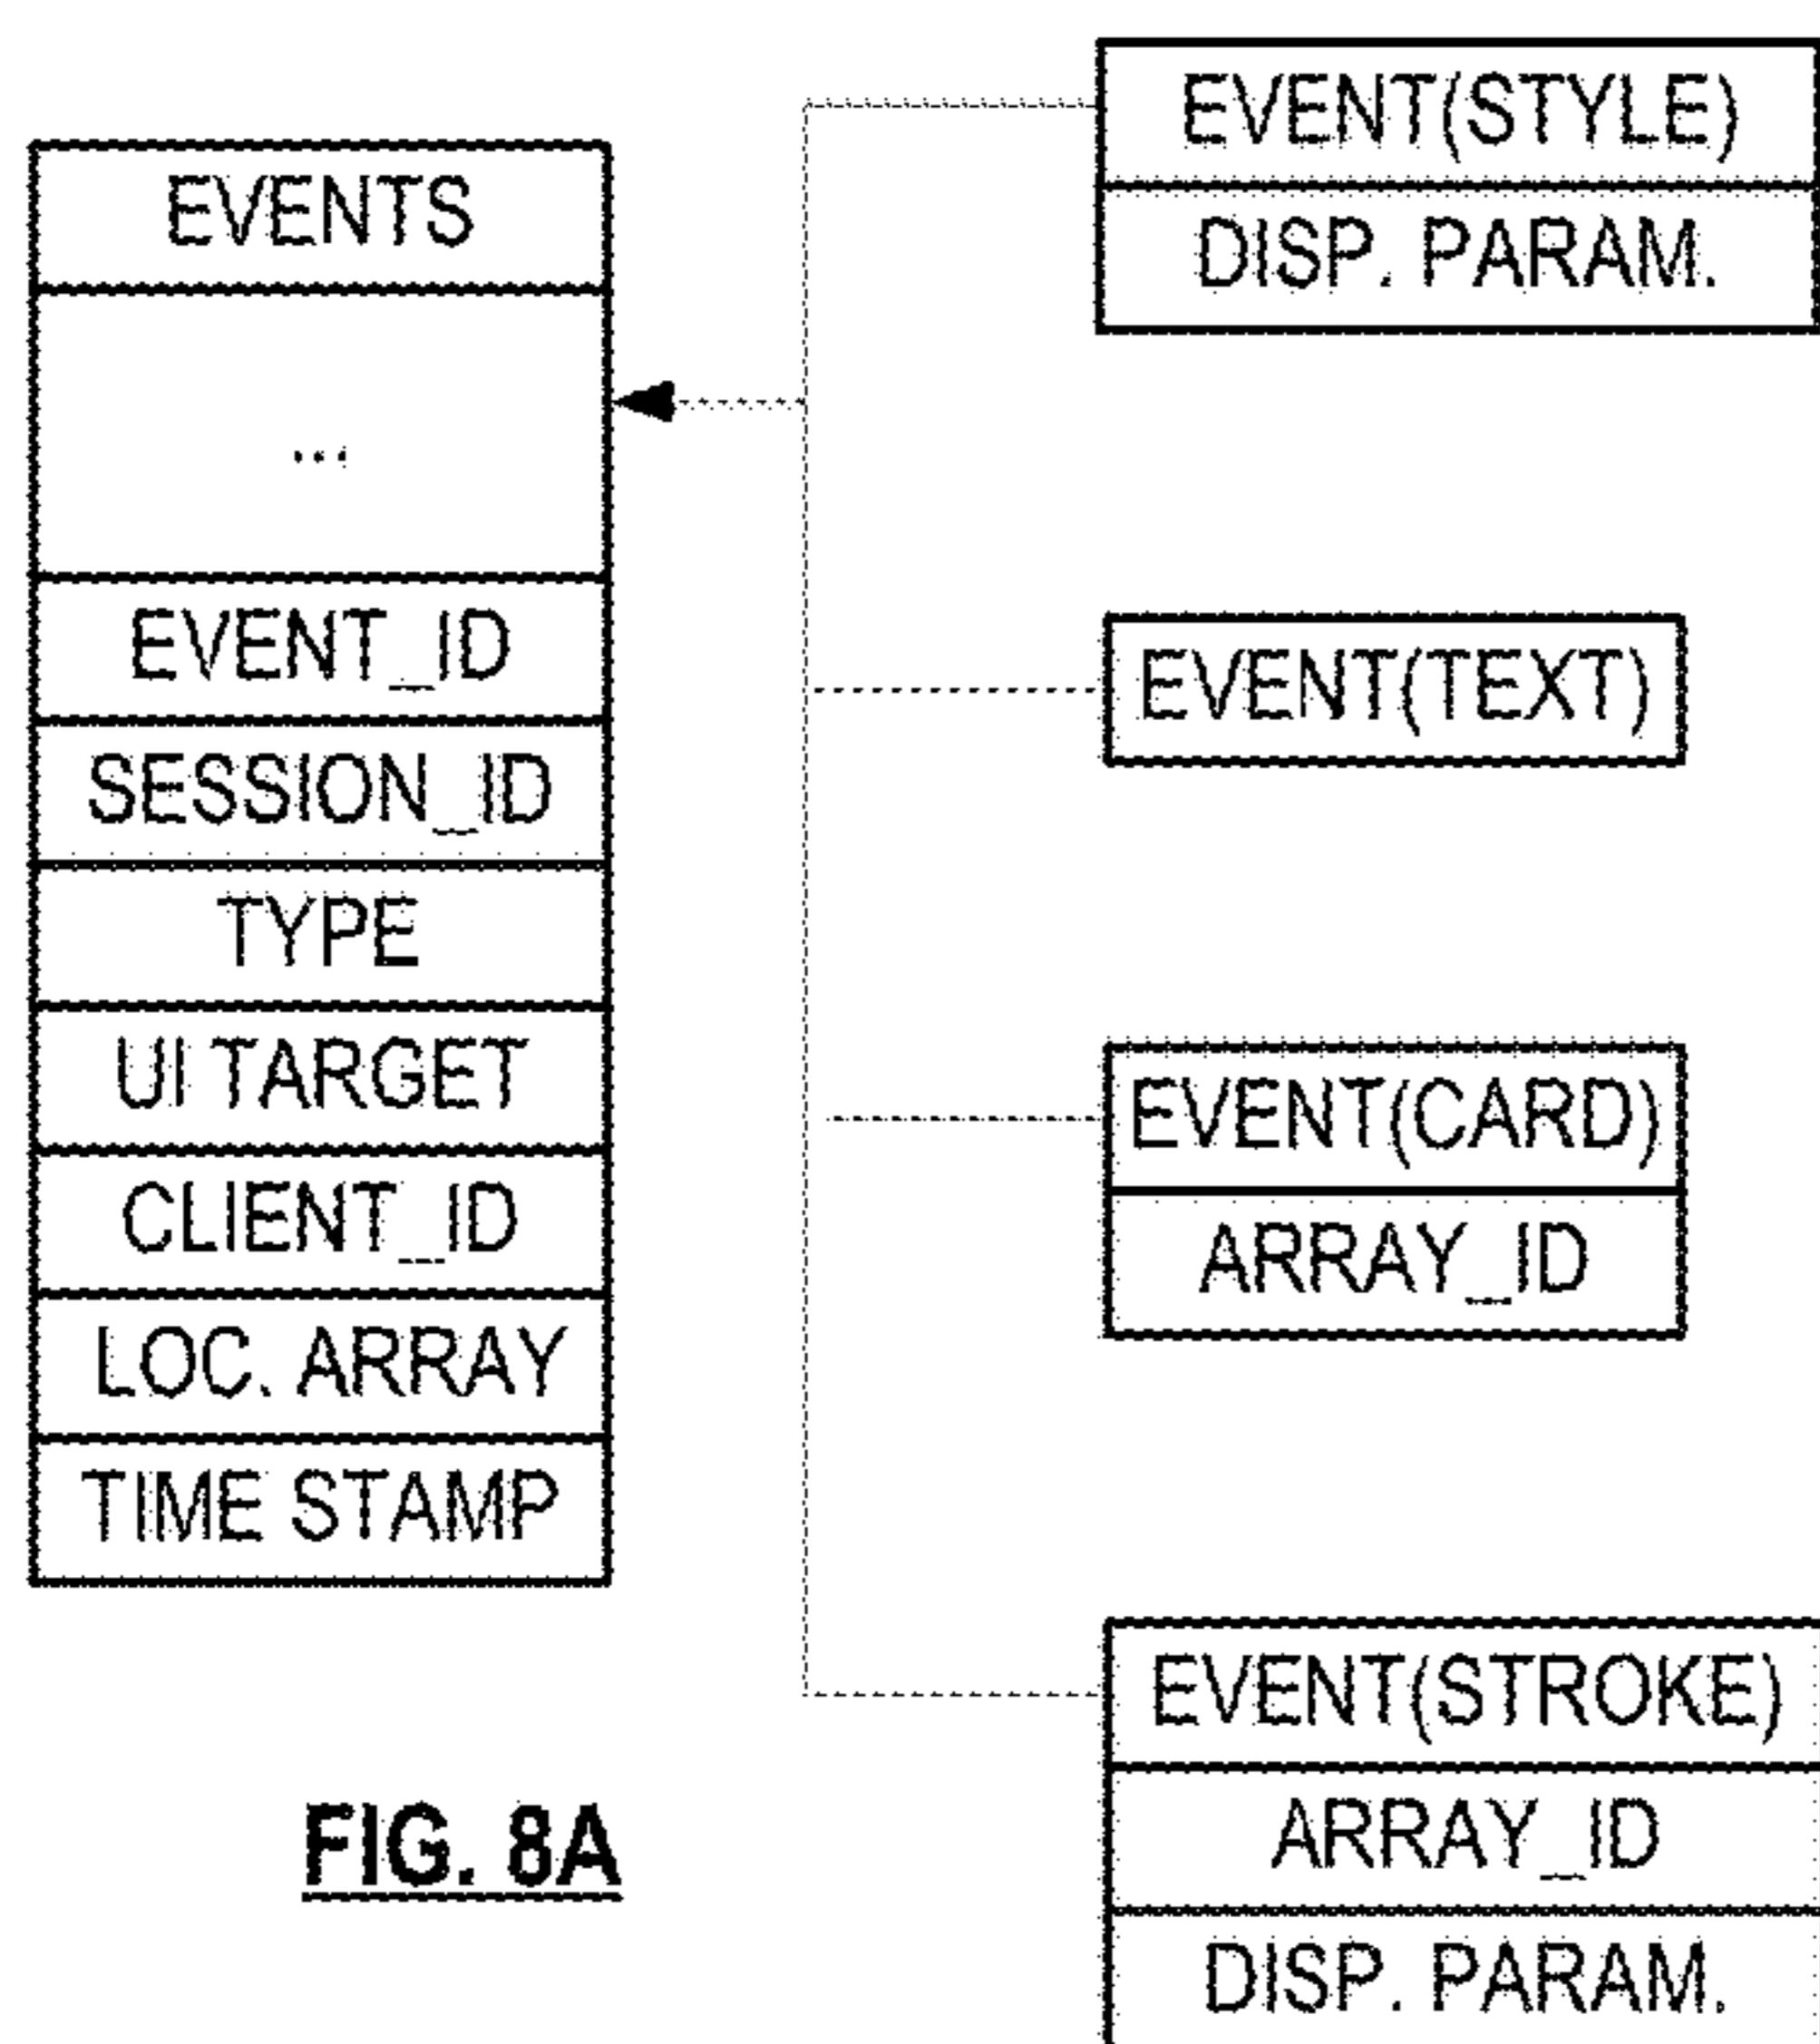 EVENTS
...
EVENT_ID
SESSION_ID
TYPE
UI TARGET
CLIENT_ID
LOC. ARRAY
TIME STAMP
EVENT(STYLE)
DISP. PARAM.
EVENT(TEXT)
EVENT(CARD)
ARRAY_ID
EVENT(STROKE)
ARRAY_ID
DISP. PARAM.
FIG. 8A